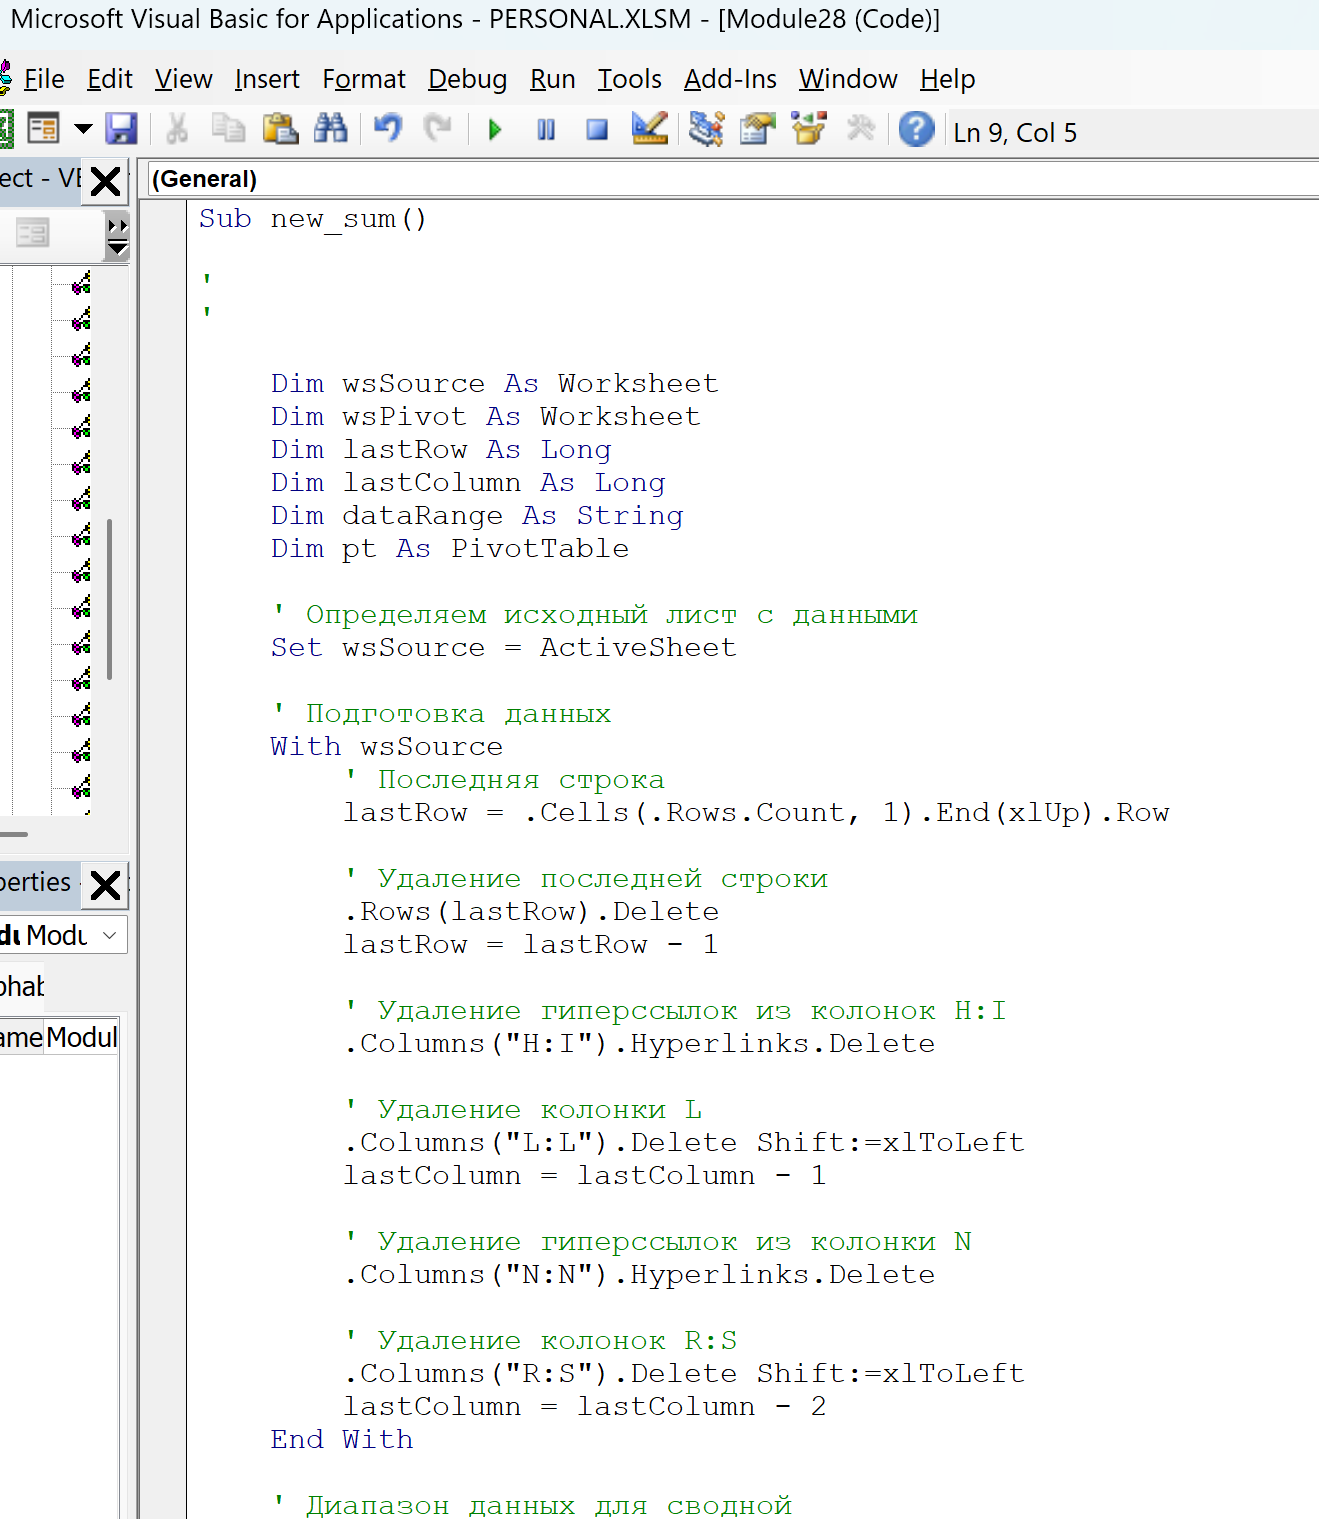 Microsoft Visual Basic for Applications - PERSONAL.XLSM - [Module28 (Code)]
File Edit View Insert Format Debug Run Tools Add-Ins Window Help
Ln 9, Col 5
ect - VE
(General)
Sub new_sum()
'
'
Dim wsSource As Worksheet
Dim wsPivot As Worksheet
Dim lastRow As Long
Dim lastColumn As Long
Dim dataRange As String
Dim pt As PivotTable
' Определяем исходный лист с данными
Set wsSource = ActiveSheet
' Подготовка данных
With wsSource
' Последняя строка
lastRow = .Cells(.Rows.Count, 1).End(xlUp).Row
' Удаление последней строки
.Rows(lastRow).Delete
lastRow = lastRow - 1
' Удаление гиперссылок из колонок H:I
.Columns("H:I").Hyperlinks.Delete
' Удаление колонки L
.Columns("L:L").Delete Shift:=xlToLeft
lastColumn = lastColumn - 1
' Удаление гиперссылок из колонки N
.Columns("N:N").Hyperlinks.Delete
' Удаление колонок R:S
.Columns("R:S").Delete Shift:=xlToLeft
lastColumn = lastColumn - 2
End With
' Диапазон данных для сводной
perties -
Modu
phab
ame Modul